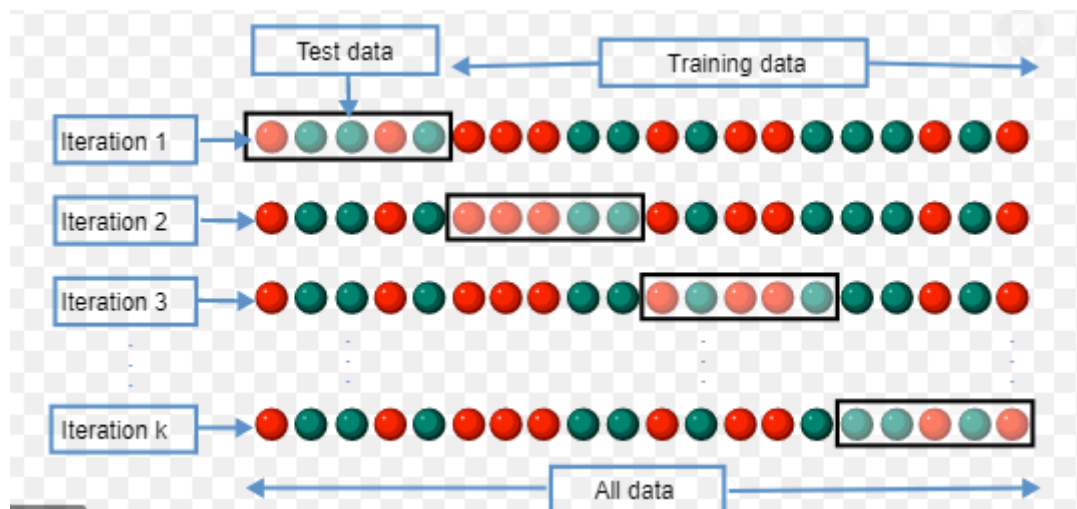 Test data
Training data
Iteration 1
Iteration 2
Iteration 3
Iteration k
All data